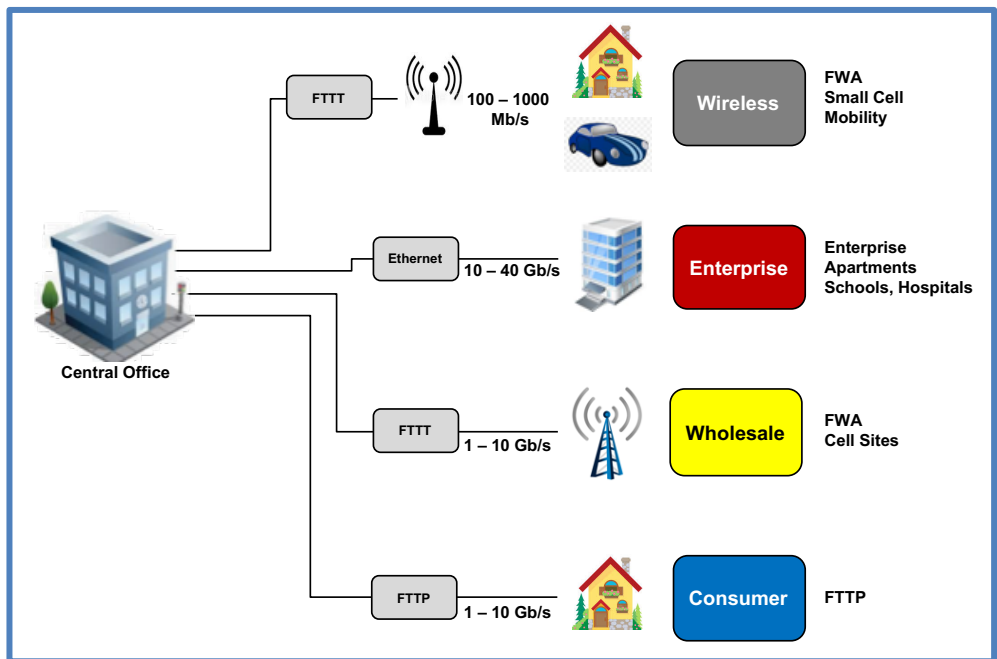 FTTT
100 – 1000
Mb/s
Wireless
FWA
Small Cell
Mobility
Ethernet
10 – 40 Gb/s
Enterprise
Enterprise
Apartments
Schools, Hospitals
Central Office
FTTT
1 – 10 Gb/s
Wholesale
FWA
Cell Sites
FTTP
1 – 10 Gb/s
Consumer
FTTP